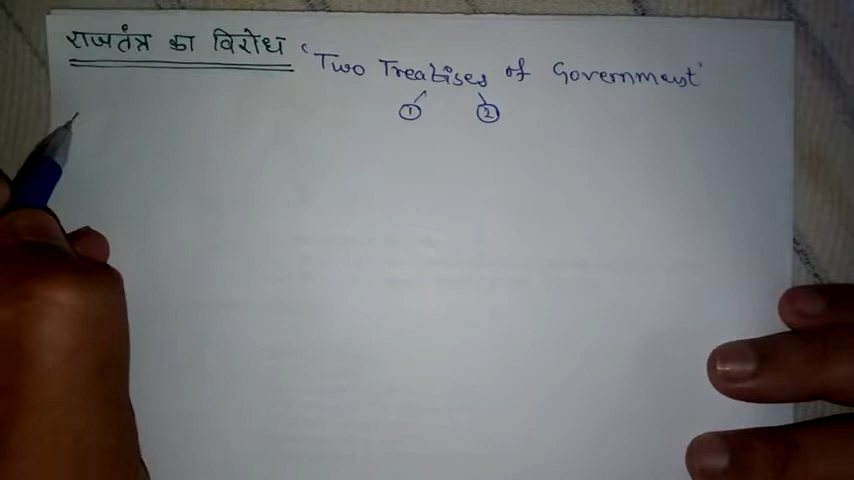 राजतंत्र का विरोध 'Two Treatises of Government'
① ②